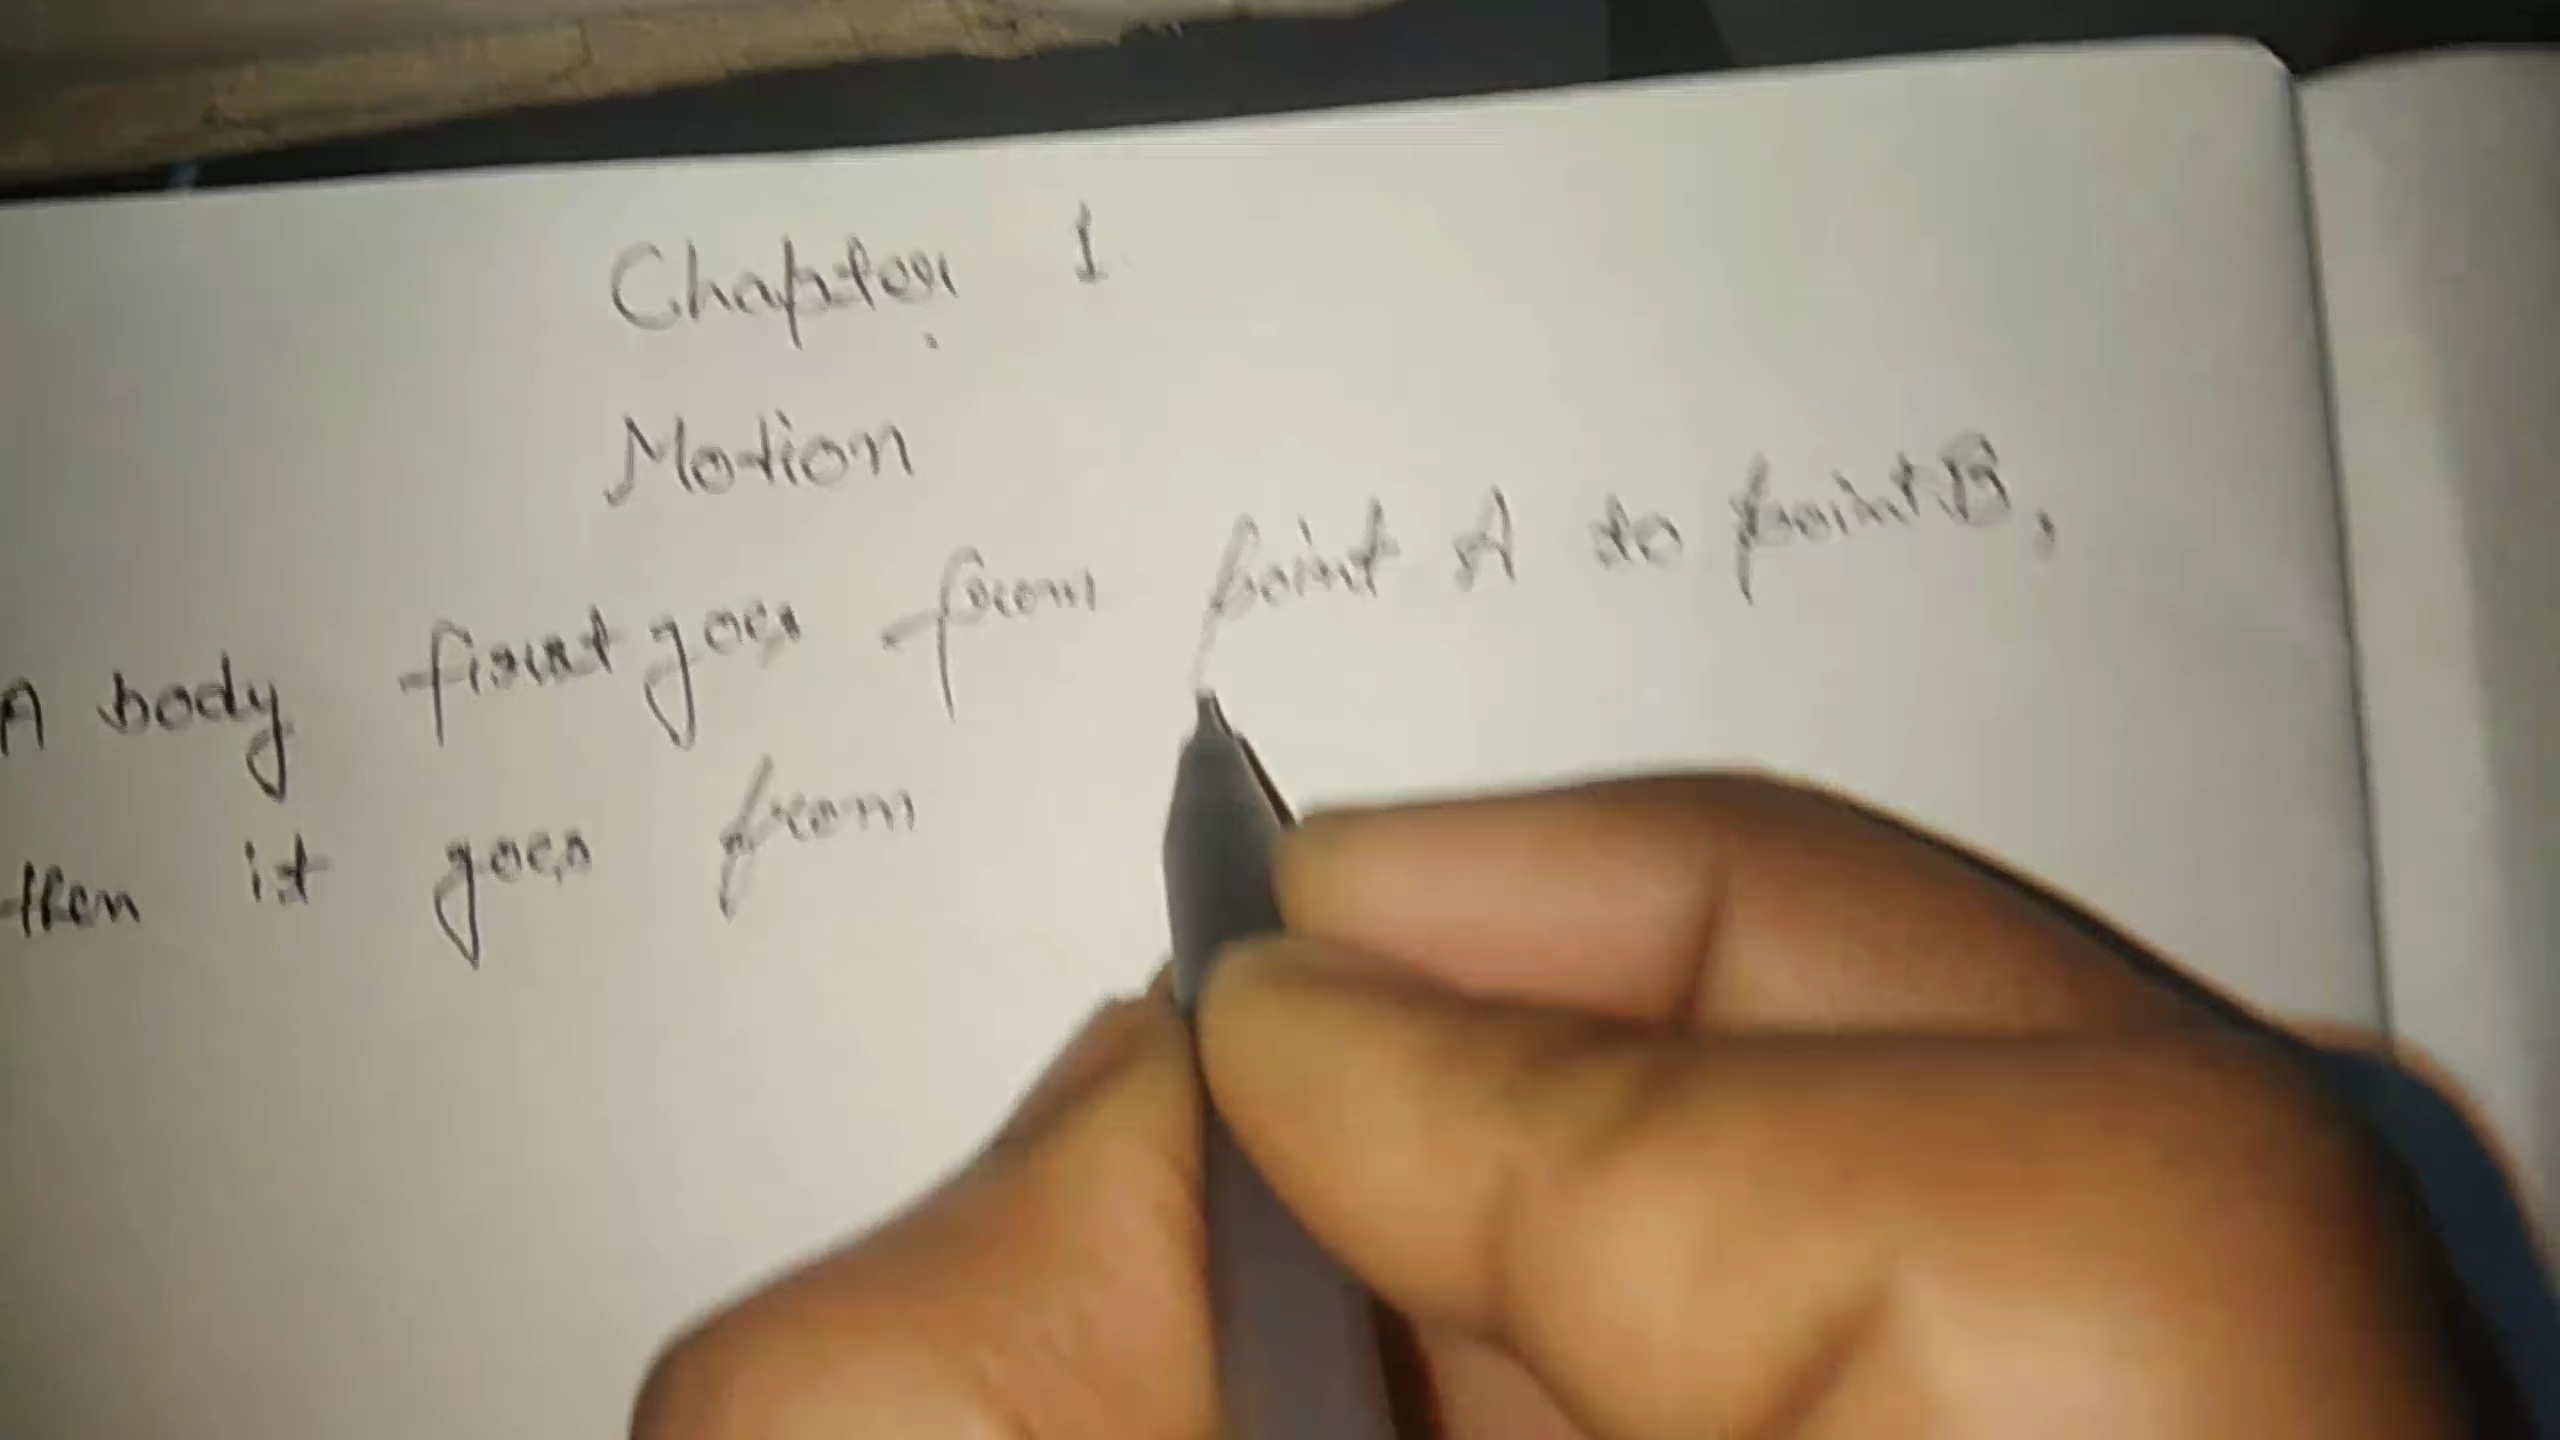 Chapter 1
Motion
A body first goes from point A to point B,
then it goes from